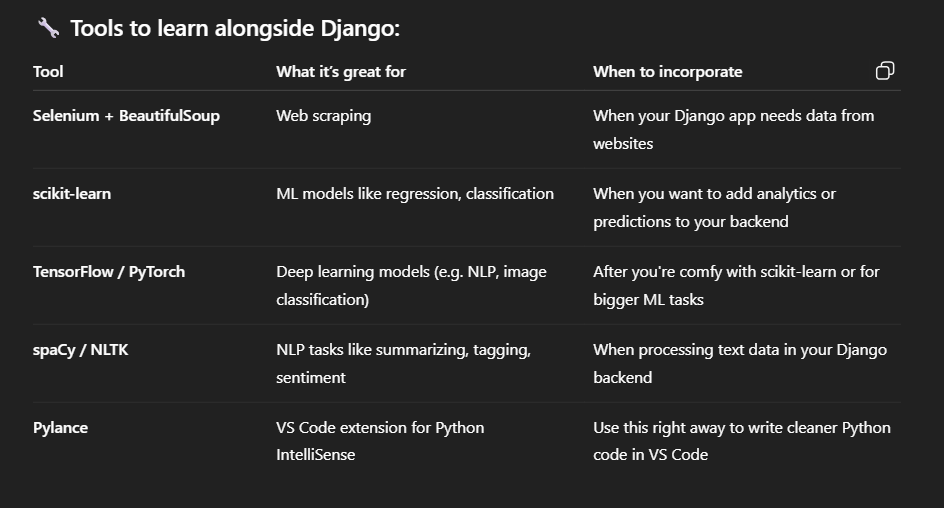 🔧 Tools to learn alongside Django:
Tool What it's great for When to incorporate
Selenium + BeautifulSoup Web scraping When your Django app needs data from
websites
scikit-learn ML models like regression, classification When you want to add analytics or
predictions to your backend
TensorFlow / PyTorch Deep learning models (e.g. NLP, image After you're comfy with scikit-learn or for
classification) bigger ML tasks
spaCy / NLTK NLP tasks like summarizing, tagging, When processing text data in your Django
sentiment backend
Pylance VS Code extension for Python Use this right away to write cleaner Python
IntelliSense code in VS Code